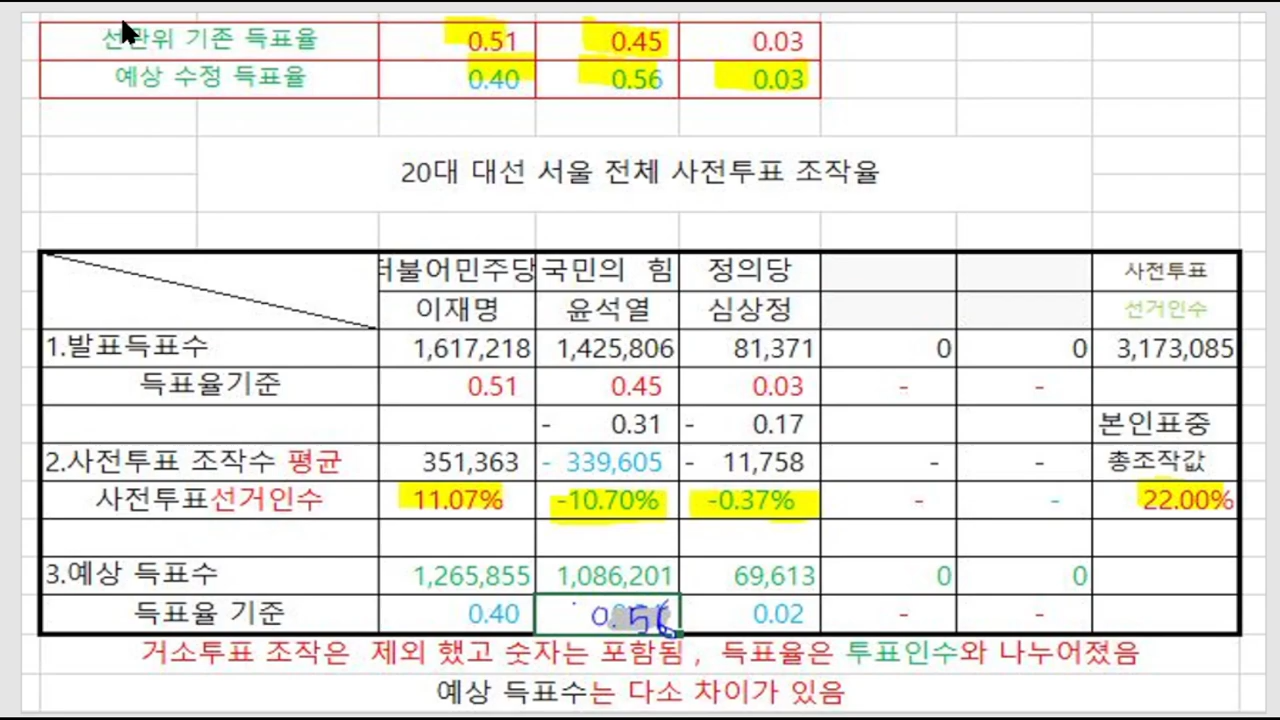 선관위 기존 득표율 0.51 0.45 0.03
예상 수정 득표율 0.40 0.56 0.03
20대 대선 서울 전체 사전투표 조작율
더불어민주당 국민의 힘 정의당 사전투표
이재명 윤석열 심상정 선거인수
1.발표득표수 1,617,218 1,425,806 81,371 0 0 3,173,085
득표율기준 0.51 0.45 0.03 - -
- 0.31 - 0.17 본인표중
2.사전투표 조작수 평균 351,363 - 339,605 - 11,758 - - 총조작값
사전투표선거인수 11.07% -10.70% -0.37% - - 22.00%
3.예상 득표수 1,265,855 1,086,201 69,613 0 0
득표율 기준 0.40 0.56 0.02 - -
거소투표 조작은 제외 했고 숫자는 포함됨 , 득표율은 투표인수와 나누어졌음
예상 득표수는 다소 차이가 있음